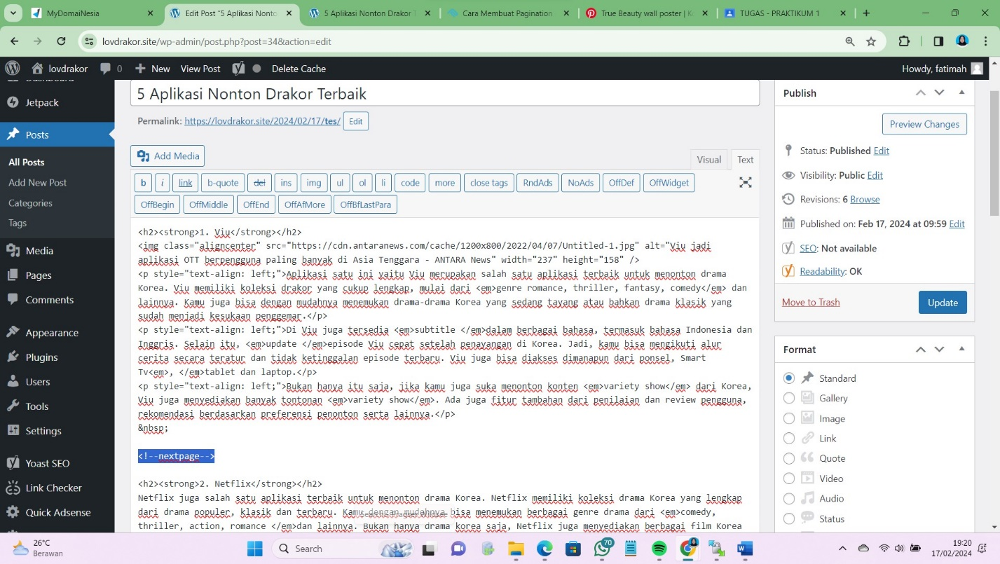 MyDomaiNesia
Edit Post "5 Aplikasi Nonto
5 Aplikasi Nonton Drakor T
Cara Membuat Pagination
True Beauty wall poster | K
TUGAS - PRAKTIKUM 1
lovdrakor.site/wp-admin/post.php?post=34&action=edit
lovdrakor
0
New
View Post
Delete Cache
Howdy, fatimah
Dashboard
Jetpack
Posts
All Posts
Add New Post
Categories
Tags
Media
Pages
Comments
Appearance
Plugins
Users
Tools
Settings
Yoast SEO
Link Checker
Quick Adsense
5 Aplikasi Nonton Drakor Terbaik
Permalink: https://lovdrakor.site/2024/02/17/tes/ Edit
Add Media
Visual Text
b i link b-quote del ins img ul ol li code more close tags RndAds NoAds OffDef OffWidget
OffBegin OffMiddle OffEnd OffAfMore OffBfLastPara
<h2><strong>1. Viu</strong></h2>
<img class="aligncenter" src="https://cdn.antaranews.com/cache/1200x800/2022/04/07/Untitled-1.jpg" alt="Viu jadi
aplikasi OTT berpengguna paling banyak di Asia Tenggara - ANTARA News" width="237" height="158" />
<p style="text-align: left;">Aplikasi satu ini yaitu Viu merupakan salah satu aplikasi terbaik untuk menonton drama
Korea. Viu memiliki koleksi drakor yang cukup lengkap, mulai dari <em>genre romance, thriller, fantasy, comedy</em> dan
lainnya. Kamu juga bisa dengan mudahnya menemukan drama-drama Korea yang sedang tayang atau bahkan drama klasik yang
sudah menjadi kesukaan penggemar.</p>
<p style="text-align: left;">Di Viu juga tersedia <em>subtitle </em>dalam berbagai bahasa, termasuk bahasa Indonesia dan
Inggris. Selain itu, <em>update </em>episode Viu cepat setelah penayangan di Korea. Jadi, kamu bisa mengikuti alur
cerita secara teratur dan tidak ketinggalan episode terbaru. Viu juga bisa diakses dimanapun dari ponsel, Smart
Tv<em>, </em>tablet dan laptop.</p>
<p style="text-align: left;">Bukan hanya itu saja, jika kamu juga suka menonton konten <em>variety show</em> dari Korea,
Viu juga menyediakan banyak tontonan <em>variety show</em>. Ada juga fitur tambahan dari penilaian dan review pengguna,
rekomendasi berdasarkan preferensi penonton serta lainnya.</p>
&nbsp;
<!--nextpage-->
<h2><strong>2. Netflix</strong></h2>
Netflix juga salah satu aplikasi terbaik untuk menonton drama Korea. Netflix memiliki koleksi drama Korea yang lengkap
dari drama populer, klasik dan terbaru. Kamu dengan mudahnya bisa menemukan berbagai genre drama dari <em>comedy,
thriller, action, romance </em>dan lainnya. Bukan hanya drama korea saja, Netflix juga menyediakan berbagai film Korea
Publish
Preview Changes
Status: Published Edit
Visibility: Public Edit
Revisions: 6 Browse
Published on: Feb 17, 2024 at 09:59 Edit
SEO: Not available
Readability: OK
Move to Trash
Update
Format
Standard
Gallery
Image
Link
Quote
Video
Audio
Status
26°C
Berawan
Search
70
19:20
17/02/2024